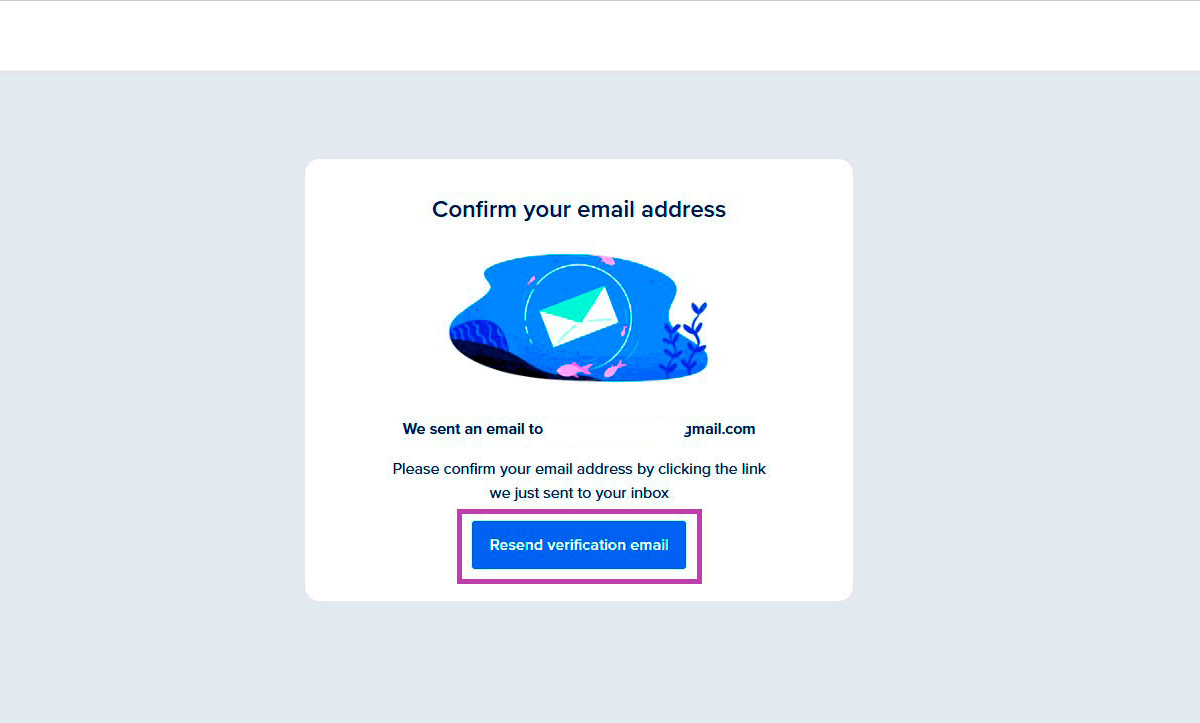 Confirm your email address
We sent an email to gmail.com
Please confirm your email address by clicking the link
we just sent to your inbox
Resend verification email